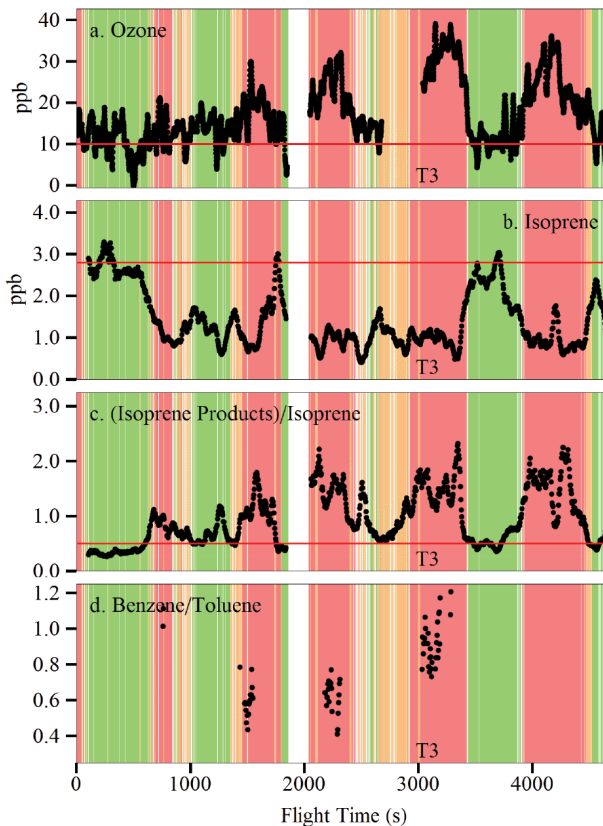 40
a. Ozone
30
ppb
20
10
T3
0
4.0
b. Isoprene
3.0
ppb
2.0
1.0
T3
0.0
3.0
c. (Isoprene Products)/Isoprene
2.0
1.0
T3
0.0
1.2
d. Benzene/Toluene
1.0
0.8
0.6
0.4
T3
0 1000 2000 3000 4000
Flight Time (s)